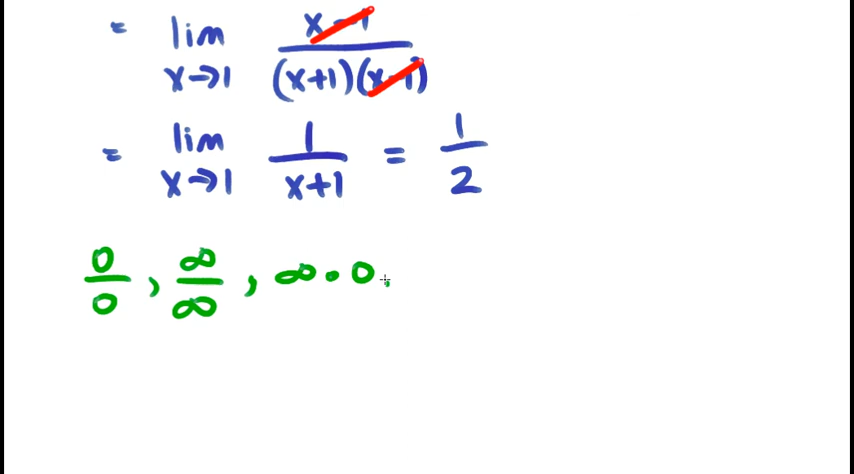 = lim x→1 x-1 / (x+1)(x-1)
= lim x→1 1 / x+1 = 1 / 2
0/0 , ∞/∞ , ∞ · 0 ,